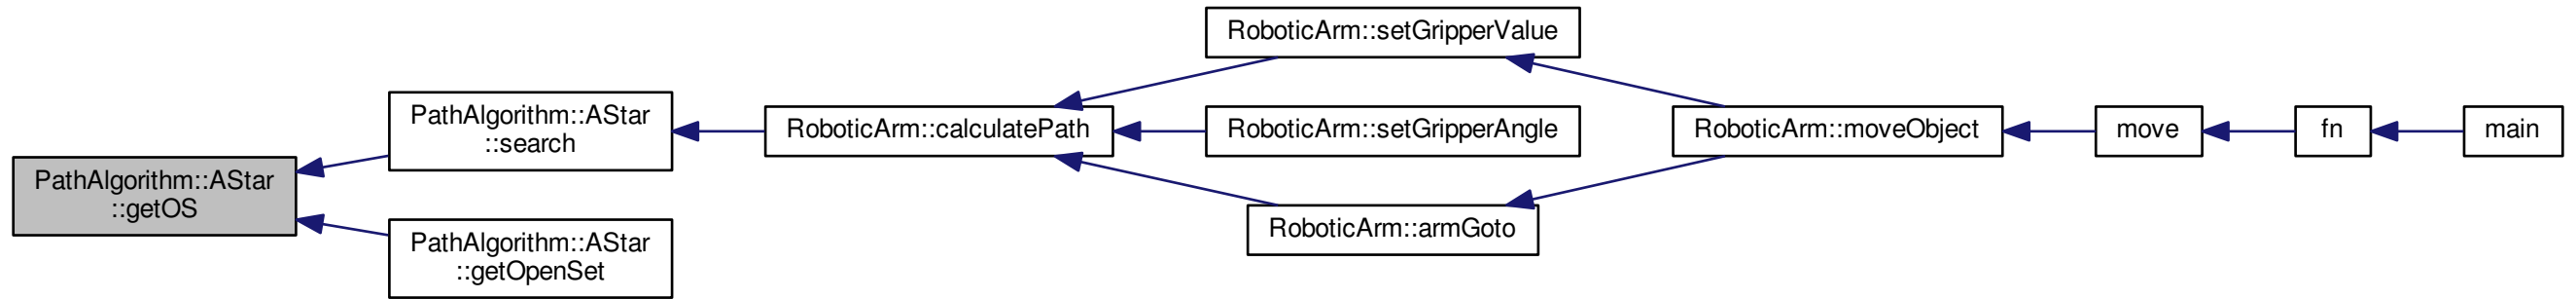 PathAlgorithm::AStar
::getOS
PathAlgorithm::AStar
::search
PathAlgorithm::AStar
::getOpenSet
RoboticArm::calculatePath
RoboticArm::setGripperValue
RoboticArm::setGripperAngle
RoboticArm::armGoto
RoboticArm::moveObject
move
fn
main